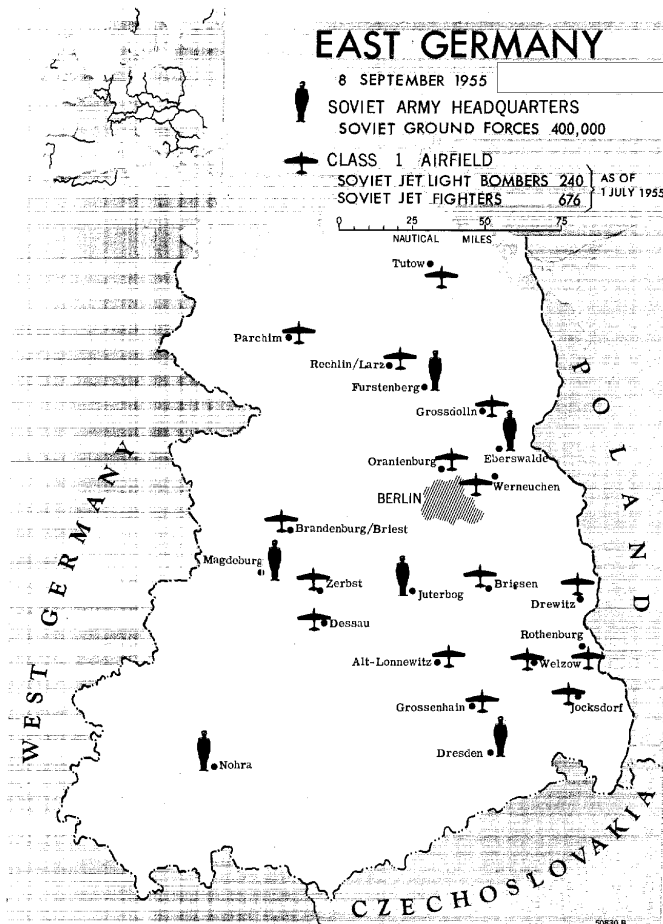 EAST GERMANY
8 SEPTEMBER 1955
SOVIET ARMY HEADQUARTERS
SOVIET GROUND FORCES 400,000
CLASS 1 AIRFIELD
SOVIET JET LIGHT BOMBERS 240
SOVIET JET FIGHTERS 676
AS OF
1 JULY 1955
0 25 50 75
NAUTICAL MILES
Tutow
Parchim
Rechlin/Larz
Furstenberg
Grossdolln
Eberswalde
Oranienburg
Werneuchen
BERLIN
Brandenburg/Briest
Magdeburg
Zerbst
Juterbog
Briesen
Drewitz
Dessau
Rothenburg
Alt-Lonnewitz
Welzow
Grossenhain
Jocksdorf
Dresden
Nohra
WEST GERMANY
POLAND
CZECHOSLOVAKIA
50830 B